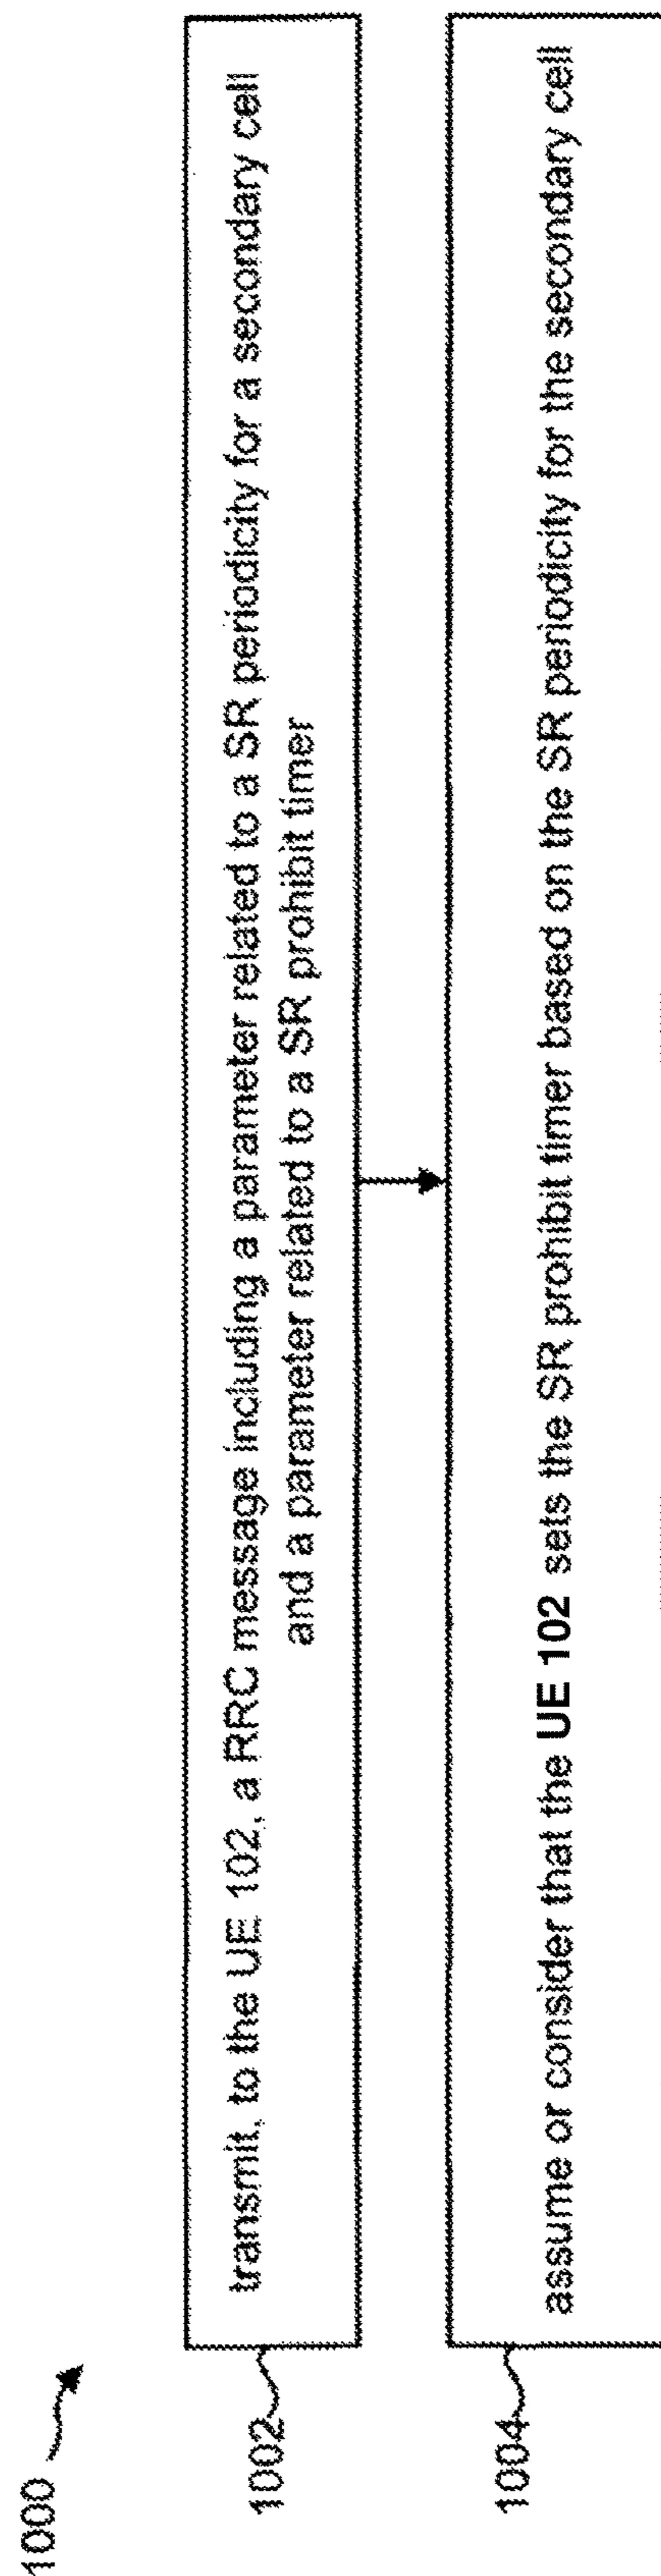 1000
1002
transmit, to the UE 102, a RRC message including a parameter related to a SR periodicity for a secondary cell
and a parameter related to a SR prohibit timer
1004
assume or consider that the UE 102 sets the SR prohibit timer based on the SR periodicity for the secondary cell